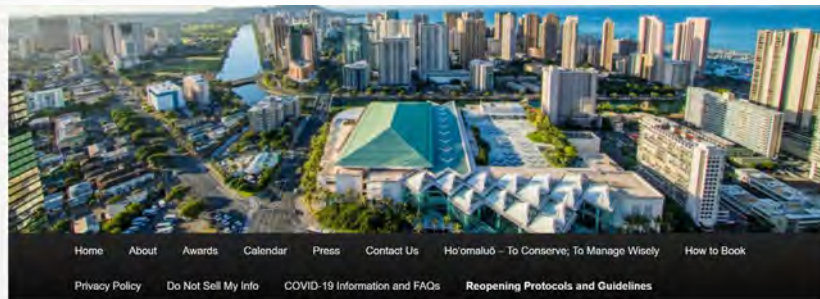 Home About Awards Calendar Press Contact Us Ho'omaluō – To Conserve; To Manage Wisely How to Book
Privacy Policy Do Not Sell My Info COVID-19 Information and FAQs Reopening Protocols and Guidelines